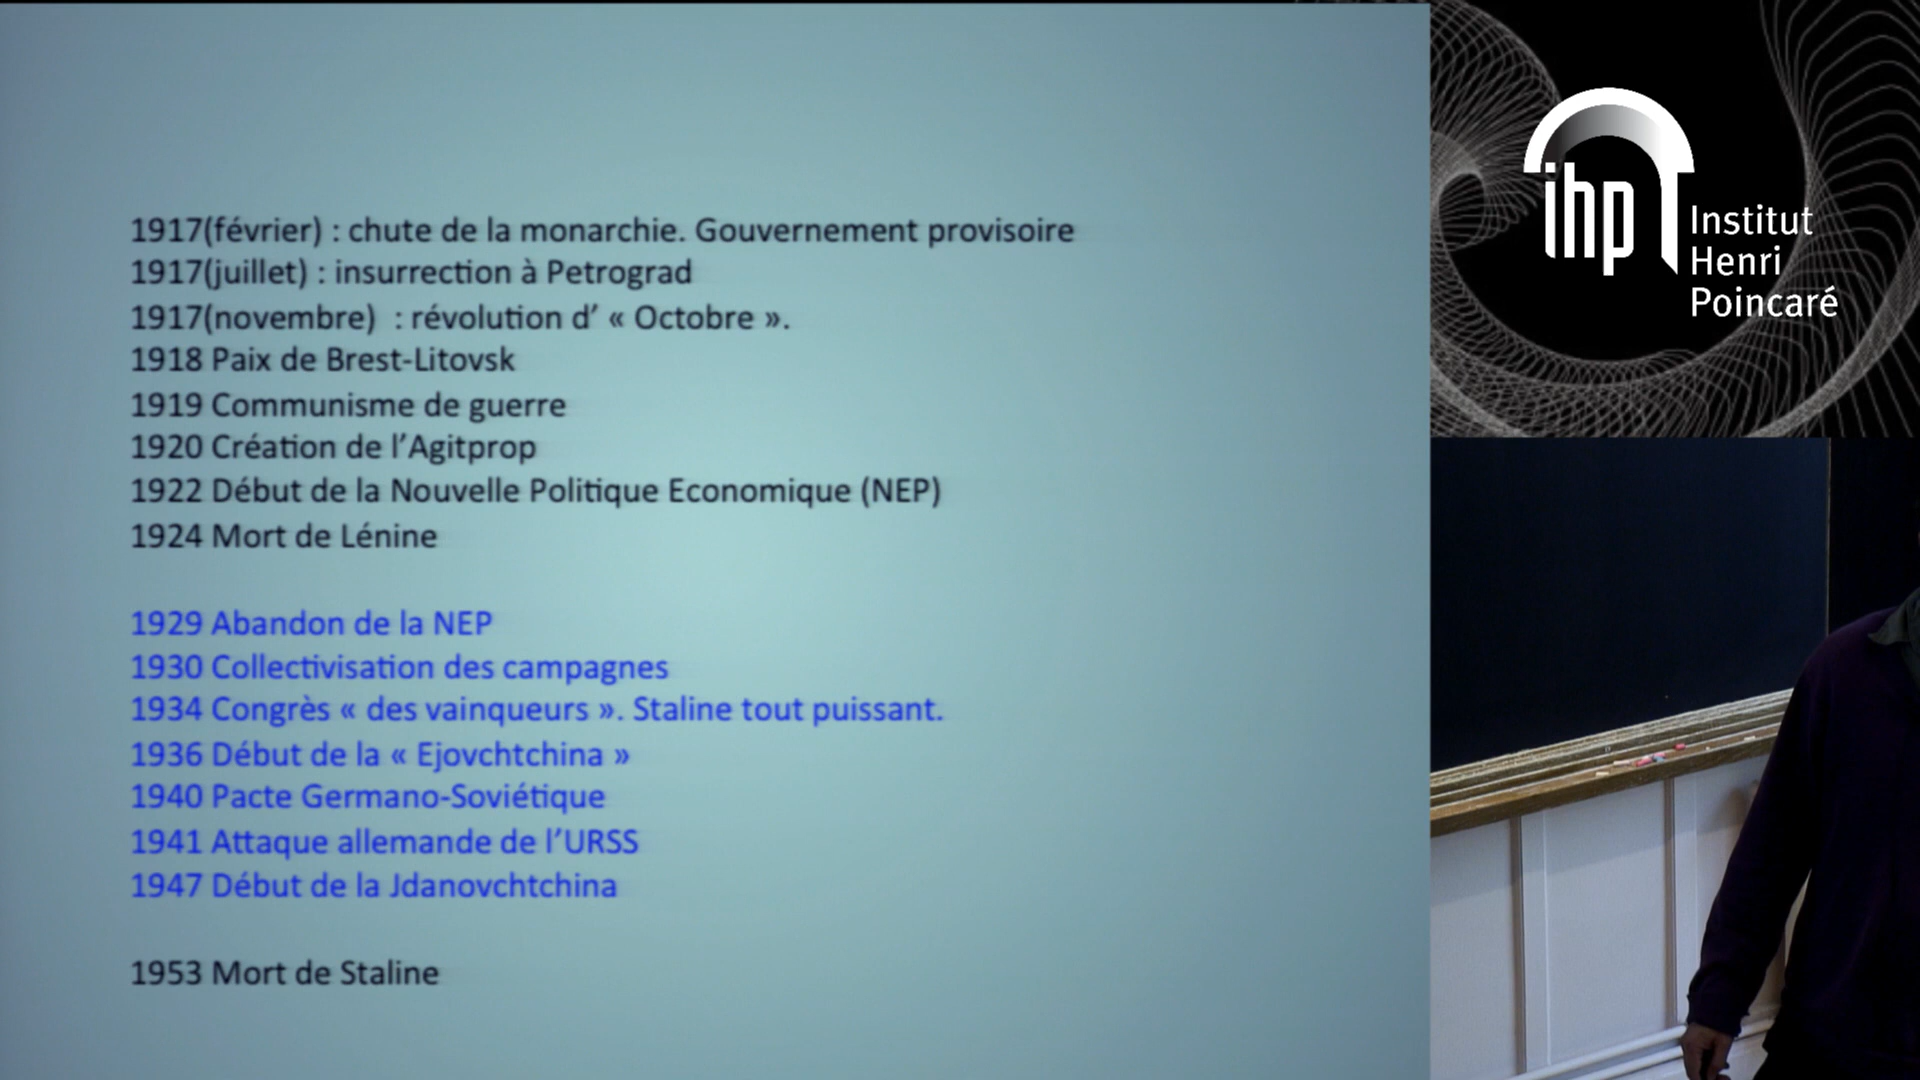 1917(février) : chute de la monarchie. Gouvernement provisoire
1917(juillet) : insurrection à Petrograd
1917(novembre)  : révolution d’ « Octobre ».
1918 Paix de Brest-Litovsk
1919 Communisme de guerre
1920 Création de l’Agitprop
1922 Début de la Nouvelle Politique Economique (NEP)
1924 Mort de Lénine
1929 Abandon de la NEP
1930 Collectivisation des campagnes
1934 Congrès « des vainqueurs ». Staline tout puissant.
1936 Début de la « Ejovchtchina »
1940 Pacte Germano-Soviétique
1941 Attaque allemande de l’URSS
1947 Début de la Jdanovchtchina
1953 Mort de Staline
ihp
Institut
Henri
Poincaré